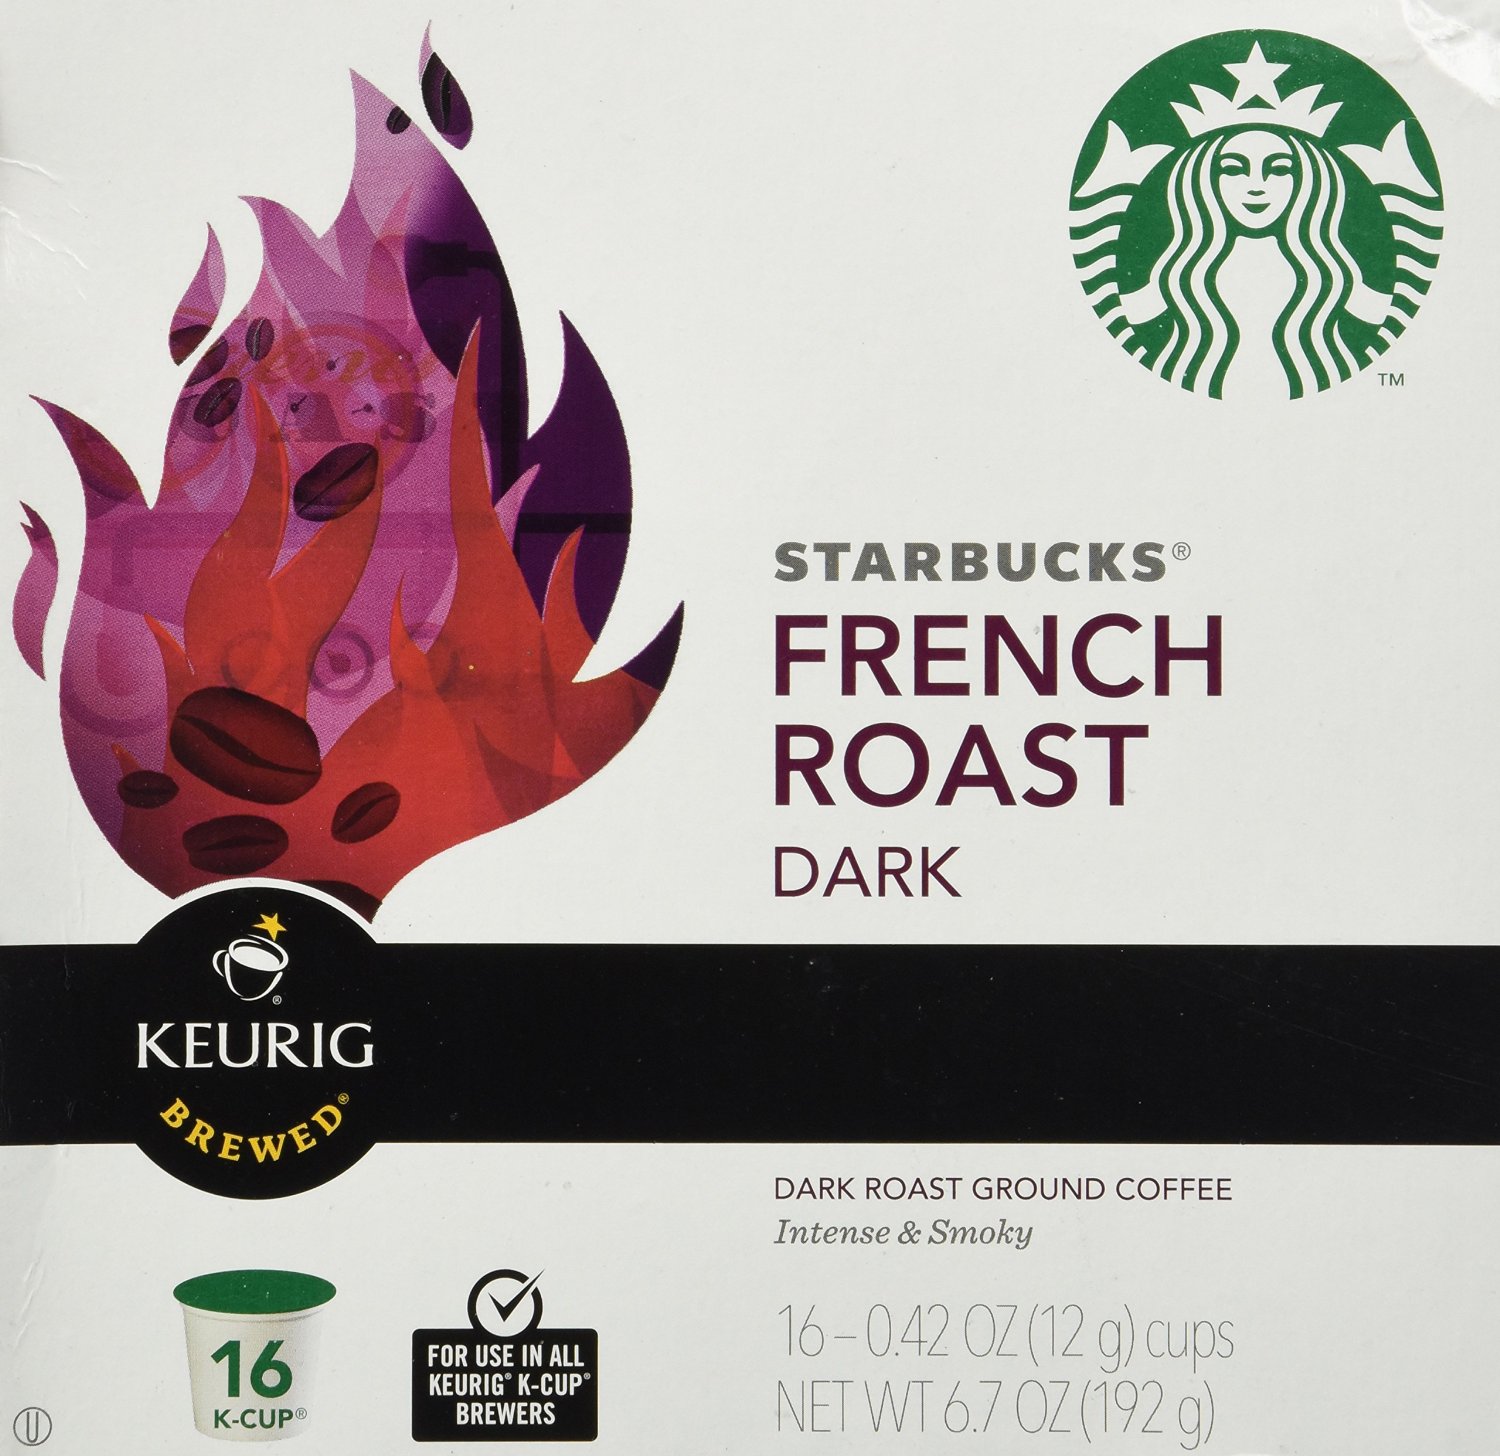 TM
STARBUCKS®
FRENCH
ROAST
DARK
KEURIG
BREWED®
DARK ROAST GROUND COFFEE
Intense & Smoky
16
K-CUP®
FOR USE IN ALL
KEURIG® K-CUP®
BREWERS
16–0.42 OZ (12 g) cups
NET WT 6.7 OZ (192 g)
U